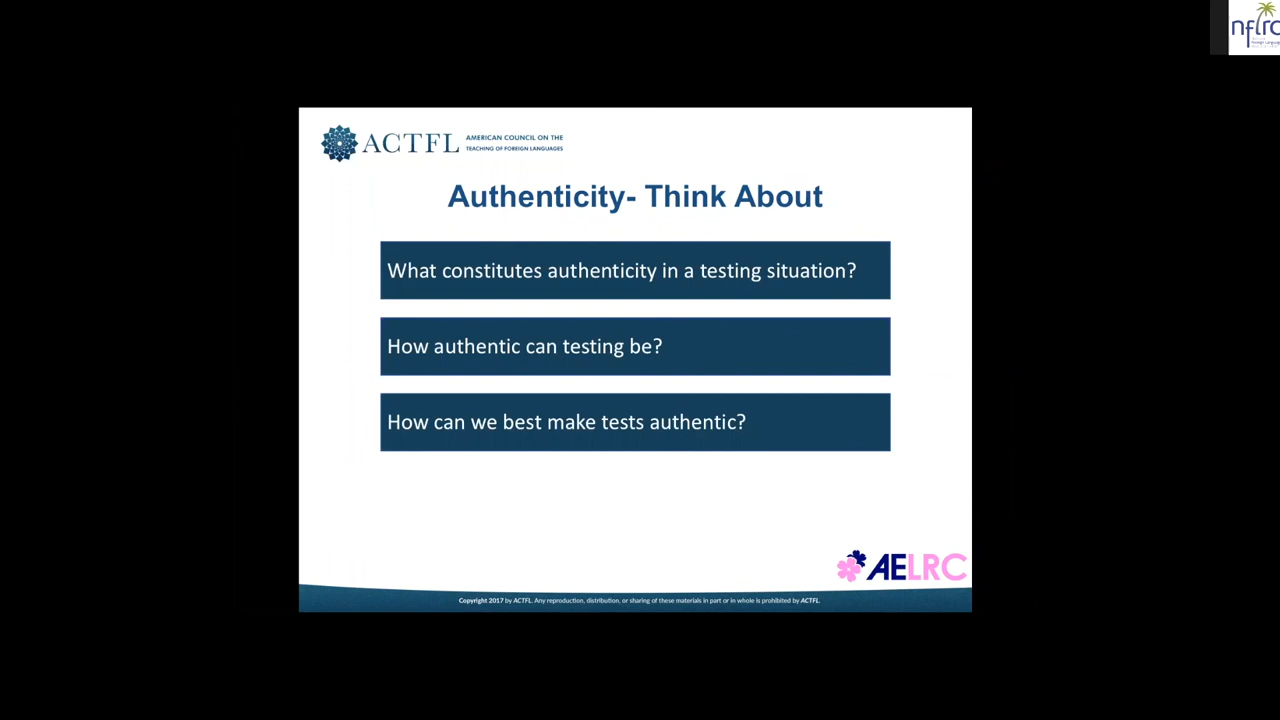 nflrc
ACTFL
AMERICAN COUNCIL ON THE
TEACHING OF FOREIGN LANGUAGES
Authenticity- Think About
What constitutes authenticity in a testing situation?
How authentic can testing be?
How can we best make tests authentic?
AELRC
Copyright 2017 by ACTFL. Any reproduction, distribution, or sharing of these materials in part or in whole is prohibited by ACTFL.